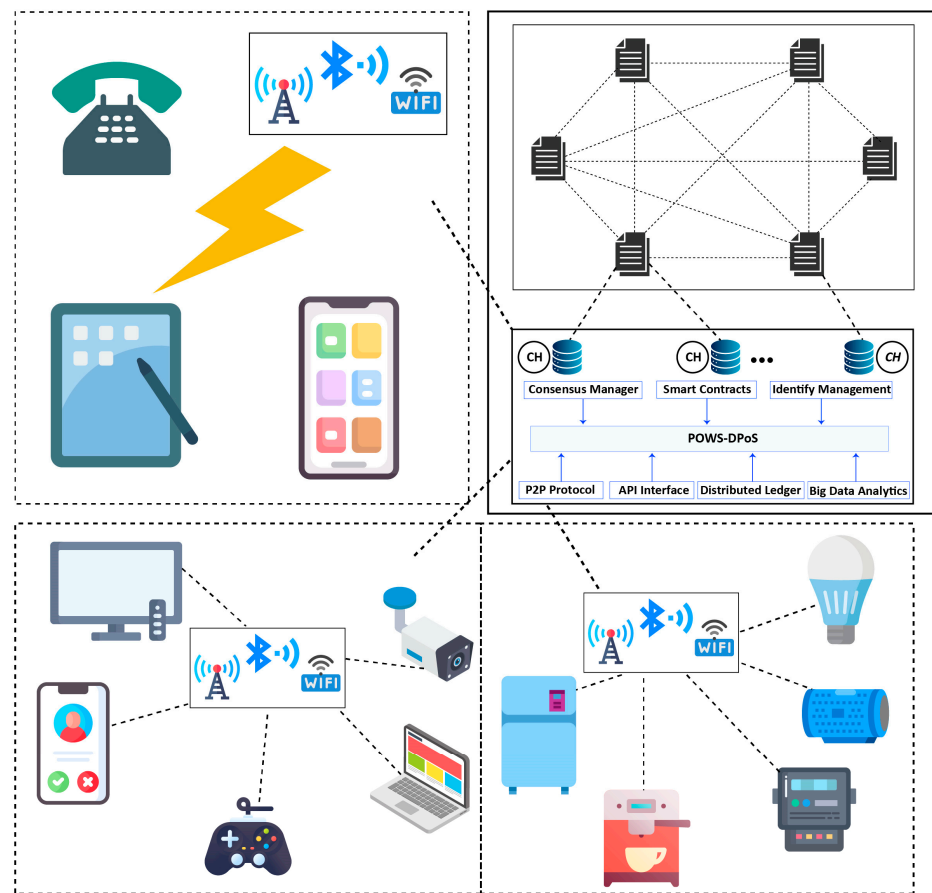 WIFI
CH
CH
CH
Consensus Manager
Smart Contracts
Identify Management
POWS-DPoS
P2P Protocol
API Interface
Distributed Ledger
Big Data Analytics
WIFI
WIFI